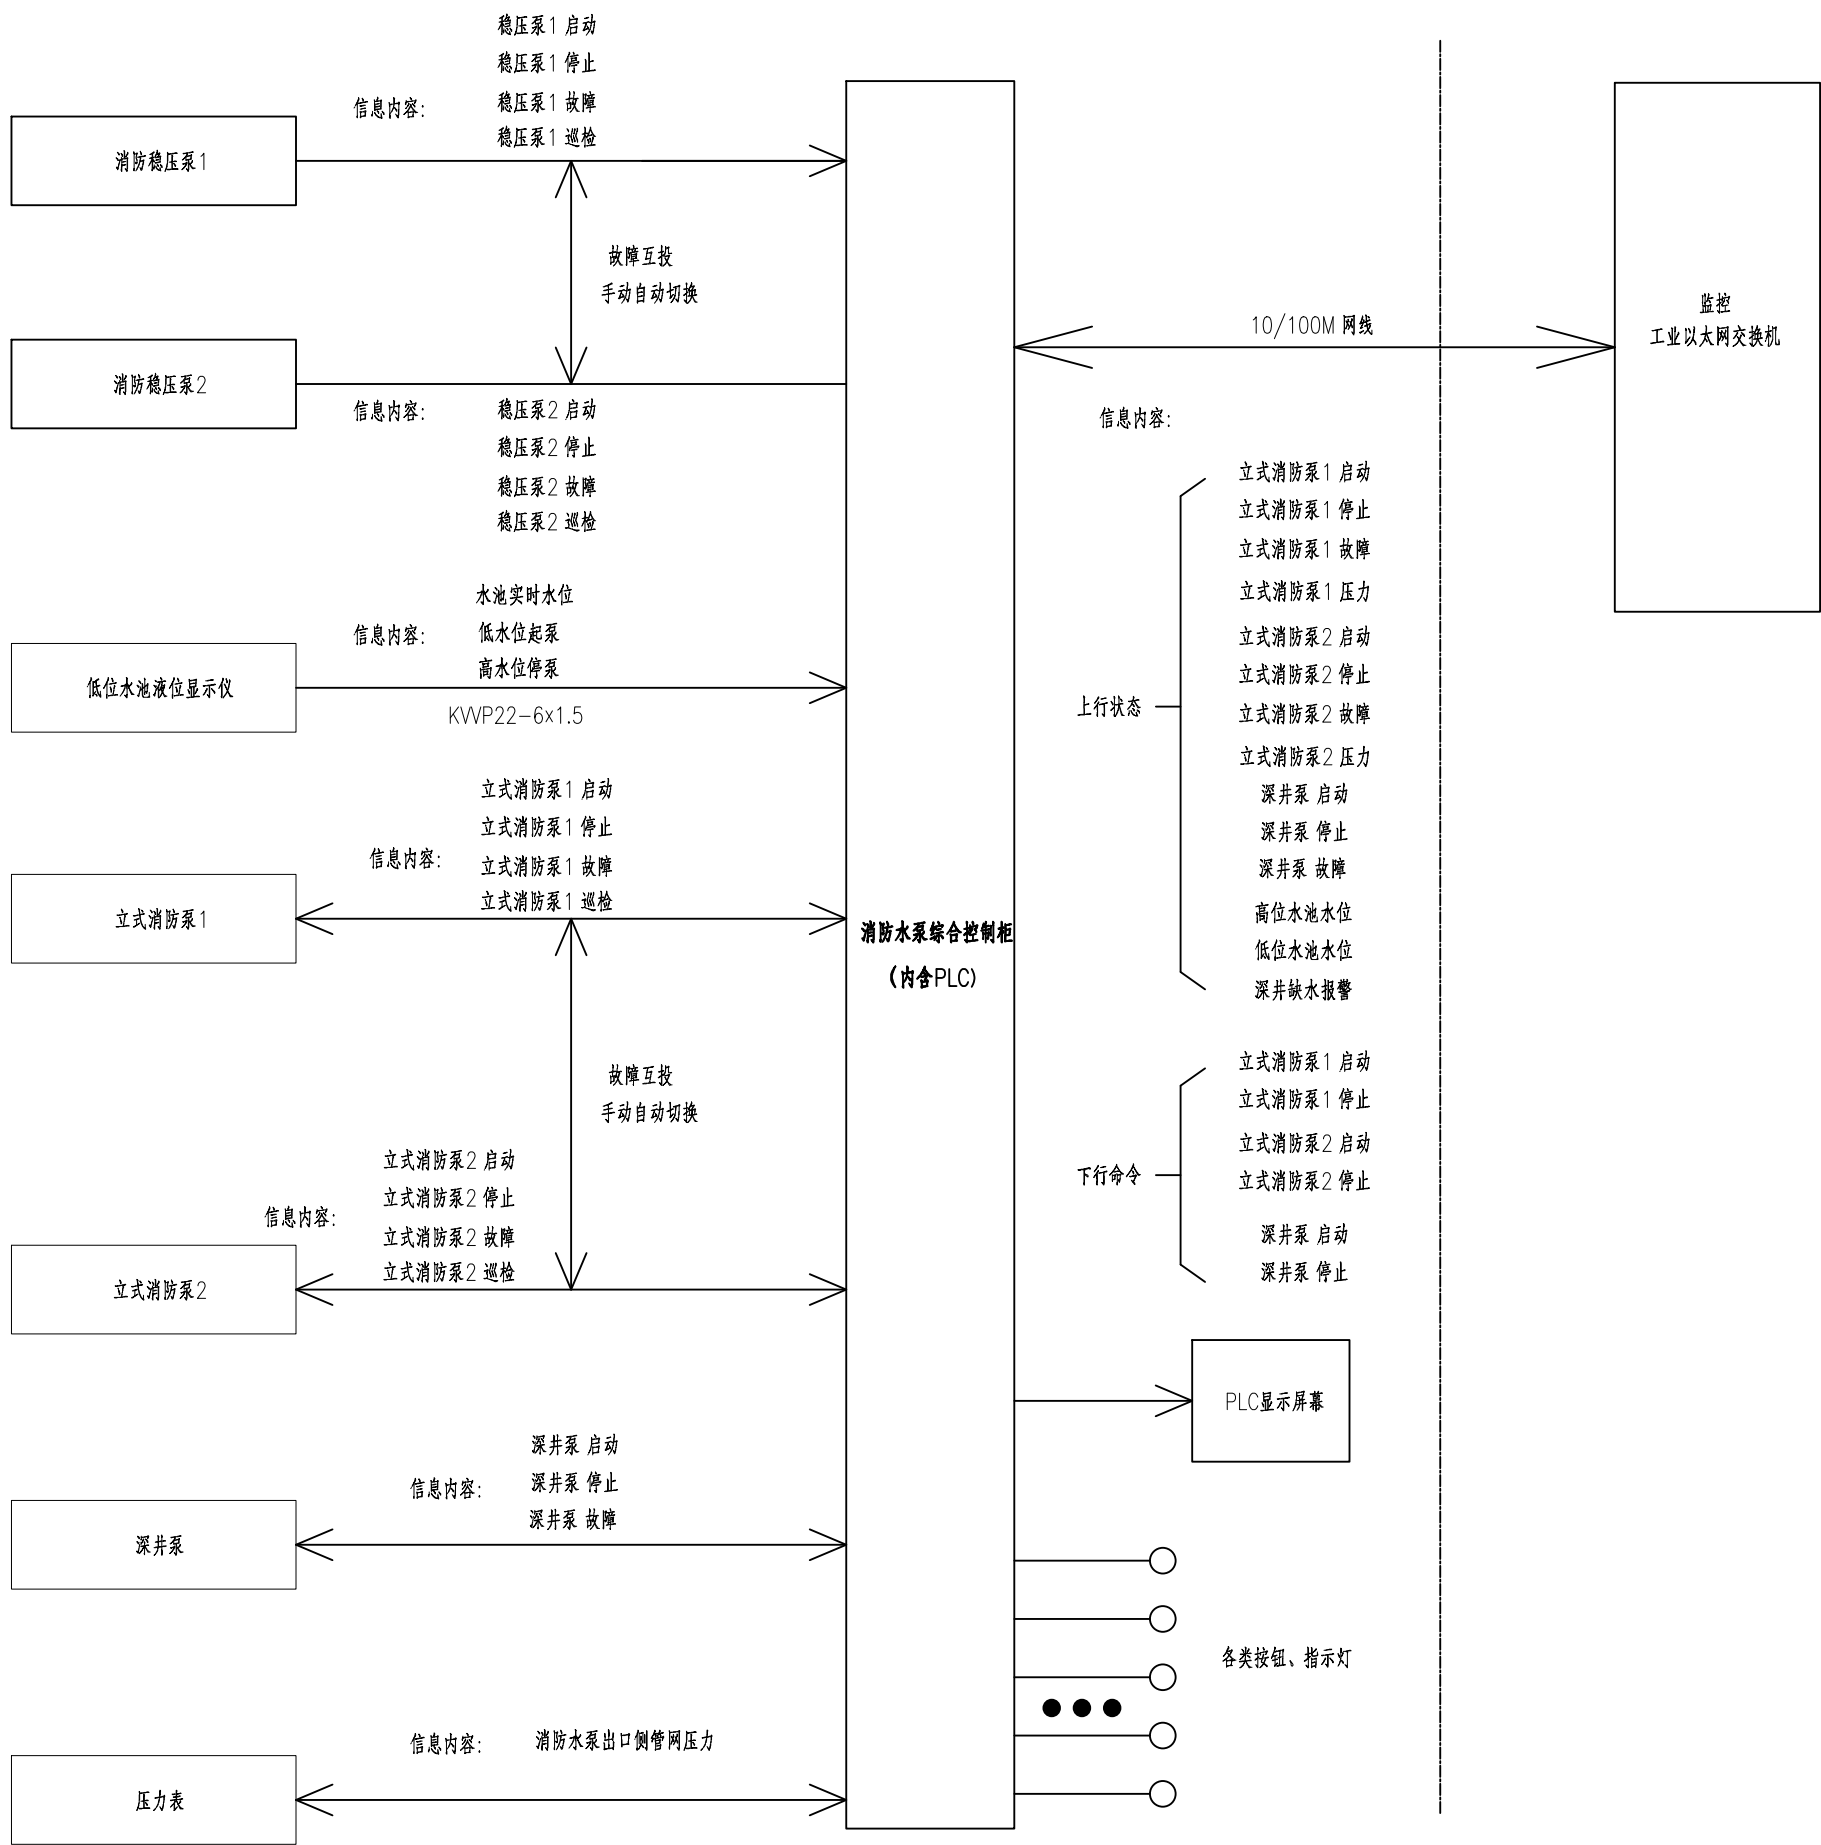 稳压泵1 启动
稳压泵1 停止
信息内容:
稳压泵1 故障
稳压泵1 巡检
消防稳压泵1
故障互投
手动自动切换
消防稳压泵2
信息内容:
稳压泵2 启动
稳压泵2 停止
稳压泵2 故障
稳压泵2 巡检
水池实时水位
信息内容:
低水位起泵
高水位停泵
低位水池液位显示仪
KVVP22-6x1.5
立式消防泵1 启动
立式消防泵1 停止
信息内容:
立式消防泵1 故障
立式消防泵1 巡检
立式消防泵1
故障互投
手动自动切换
立式消防泵2 启动
立式消防泵2 停止
信息内容:
立式消防泵2 故障
立式消防泵2 巡检
立式消防泵2
深井泵 启动
信息内容:
深井泵 停止
深井泵 故障
深井泵
信息内容:
消防水泵出口侧管网压力
压力表
消防水泵综合控制柜
(内含PLC)
10/100M 网线
监控
工业以太网交换机
信息内容:
上行状态
立式消防泵1 启动
立式消防泵1 停止
立式消防泵1 故障
立式消防泵1 压力
立式消防泵2 启动
立式消防泵2 停止
立式消防泵2 故障
立式消防泵2 压力
深井泵 启动
深井泵 停止
深井泵 故障
高位水池水位
低位水池水位
深井缺水报警
下行命令
立式消防泵1 启动
立式消防泵1 停止
立式消防泵2 启动
立式消防泵2 停止
深井泵 启动
深井泵 停止
PLC显示屏幕
各类按钮、指示灯